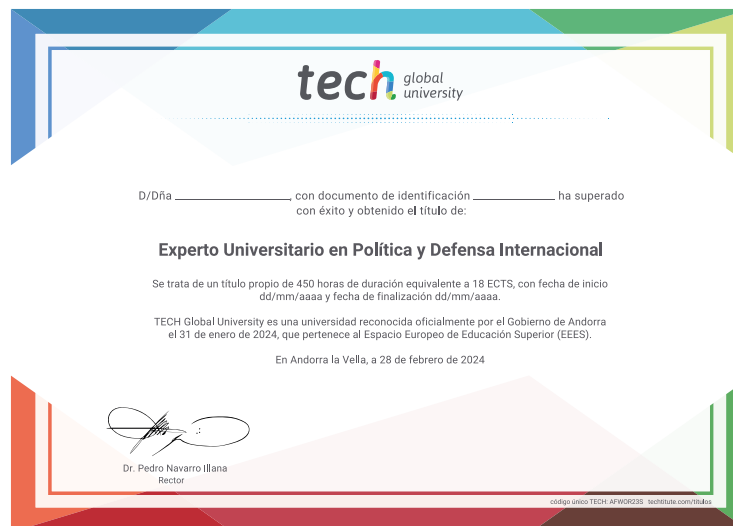 tech global university
D/Dña ____________________, con documento de identificación ______________ ha superado
con éxito y obtenido el título de:
Experto Universitario en Política y Defensa Internacional
Se trata de un título propio de 450 horas de duración equivalente a 18 ECTS, con fecha de inicio
dd/mm/aaaa y fecha de finalización dd/mm/aaaa.
TECH Global University es una universidad reconocida oficialmente por el Gobierno de Andorra
el 31 de enero de 2024, que pertenece al Espacio Europeo de Educación Superior (EEES).
En Andorra la Vella, a 28 de febrero de 2024
Dr. Pedro Navarro Illana
Rector
código único TECH: AFWOR23S techtitute.com/titulos